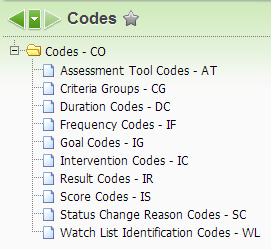 Codes
Codes - CO
Assessment Tool Codes - AT
Criteria Groups - CG
Duration Codes - DC
Frequency Codes - IF
Goal Codes - IG
Intervention Codes - IC
Result Codes - IR
Score Codes - IS
Status Change Reason Codes - SC
Watch List Identification Codes - WL